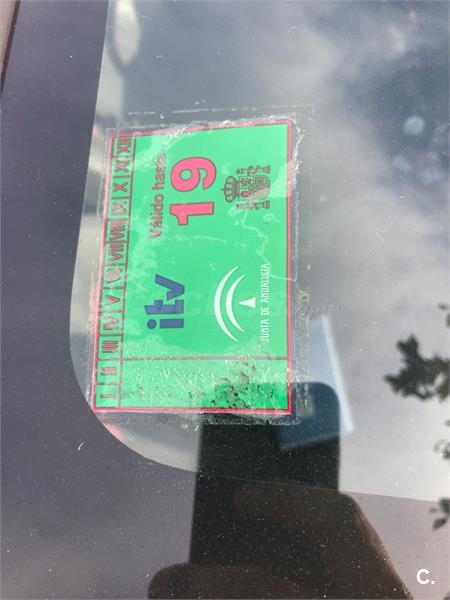 I II III IV V VI VII VIII IX X XI XII
Válido hasta
itv 19
JUNTA DE ANDALUCIA
C.